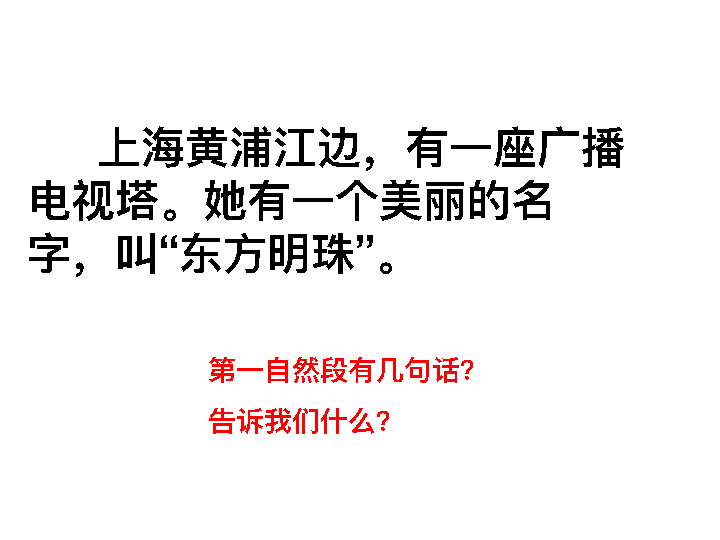 上海黄浦江边，有一座广播
电视塔。她有一个美丽的名
字，叫“东方明珠”。
第一自然段有几句话?
告诉我们什么?